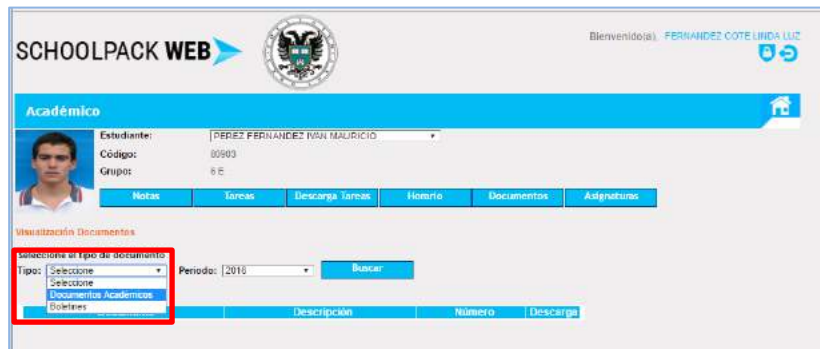 SCHOOLPACK WEB
Bienvenido(a), FERNANDEZ COTE LINDA LUZ
Académico
Estudiante: PEREZ FERNANDEZ IVAN MAURICIO
Código: 80903
Grupo: 6 E
Notas Tareas Descarga Tareas Horario Documentos Asignaturas
Visualización Documentos
Seleccione el tipo de documento
Tipo: Seleccione Periodo: 2016 Buscar
Seleccione
Documentos Académicos
Boletines
Descripción Número Descarga